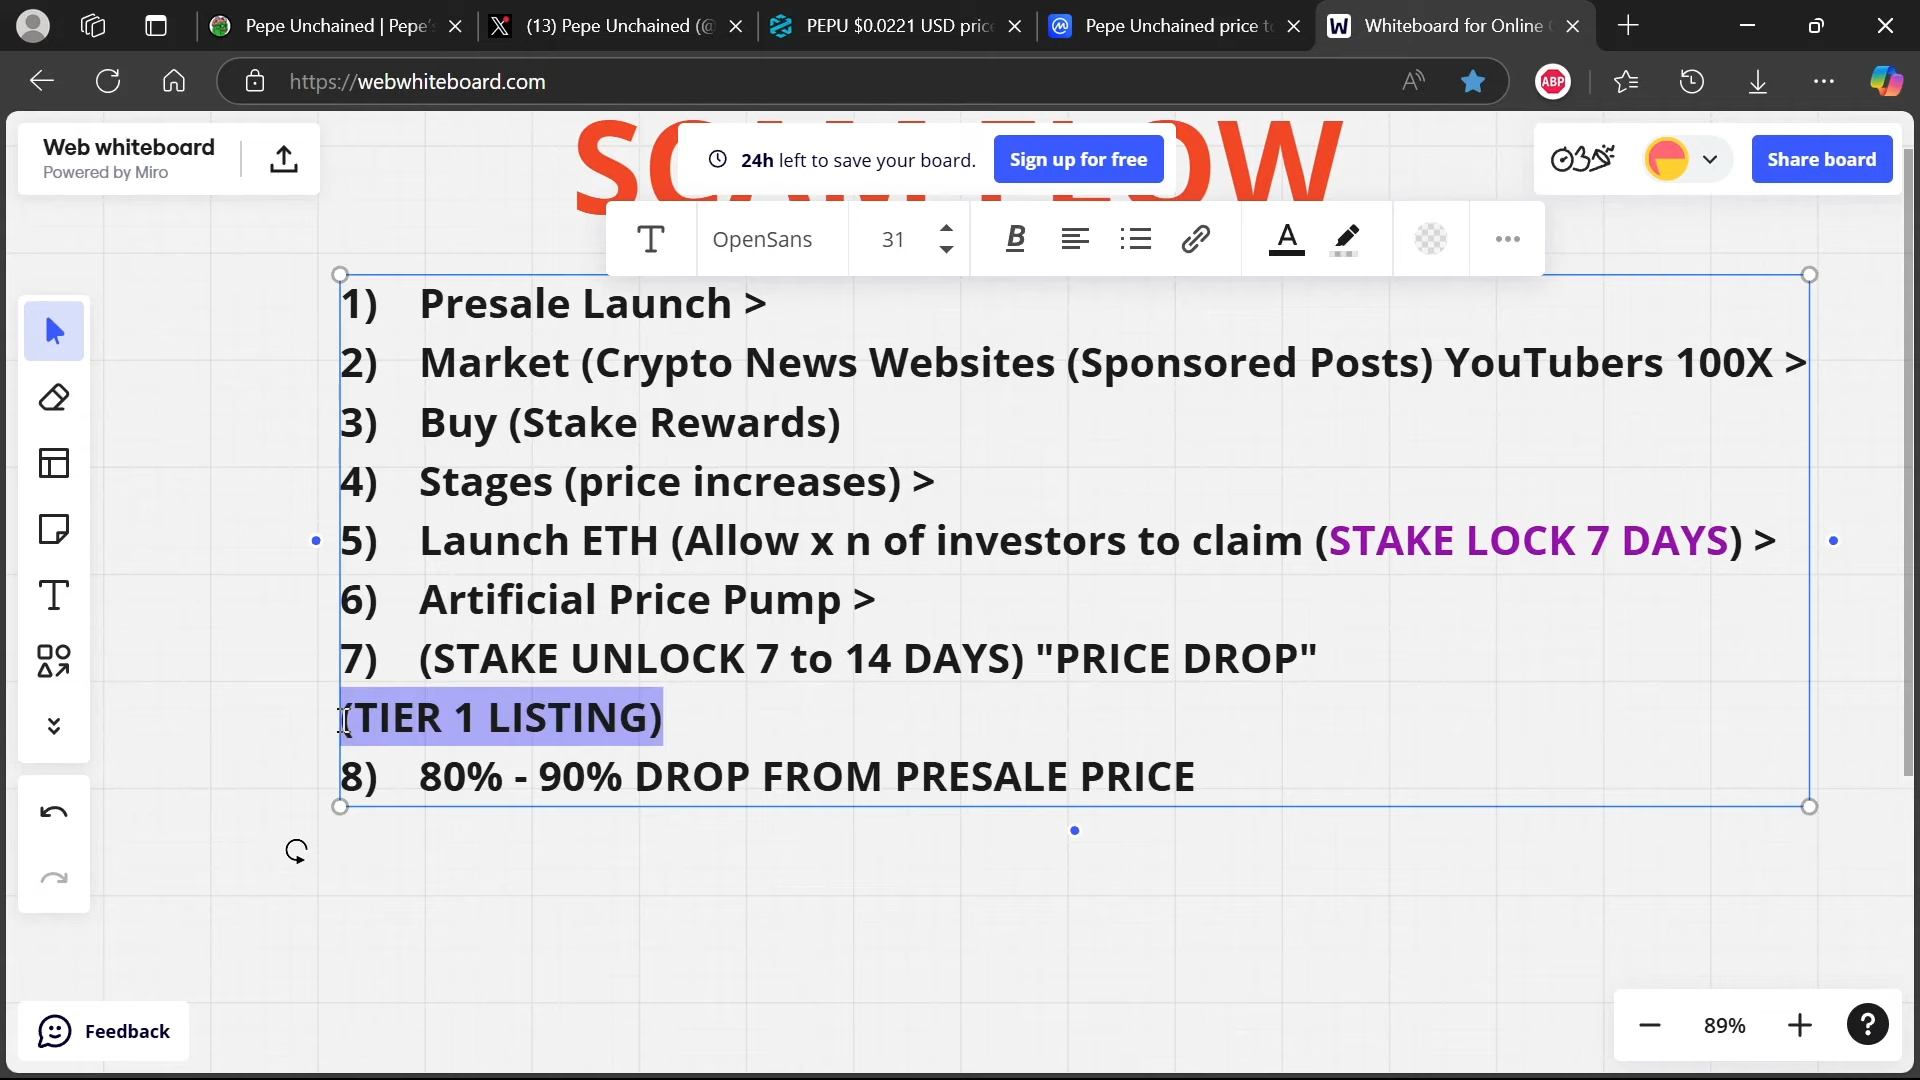 Pepe Unchained | Pepe's
(13) Pepe Unchained (@
PEPU $0.0221 USD price
Pepe Unchained price to
Whiteboard for Online
https://webwhiteboard.com
ABP
Web whiteboard
Powered by Miro
24h left to save your board.
Sign up for free
Share board
SCAM FLOW
OpenSans
31
1) Presale Launch >
2) Market (Crypto News Websites (Sponsored Posts) YouTubers 100X >
3) Buy (Stake Rewards)
4) Stages (price increases) >
5) Launch ETH (Allow x n of investors to claim (STAKE LOCK 7 DAYS) >
6) Artificial Price Pump >
7) (STAKE UNLOCK 7 to 14 DAYS) "PRICE DROP"
(TIER 1 LISTING)
8) 80% - 90% DROP FROM PRESALE PRICE
Feedback
89%